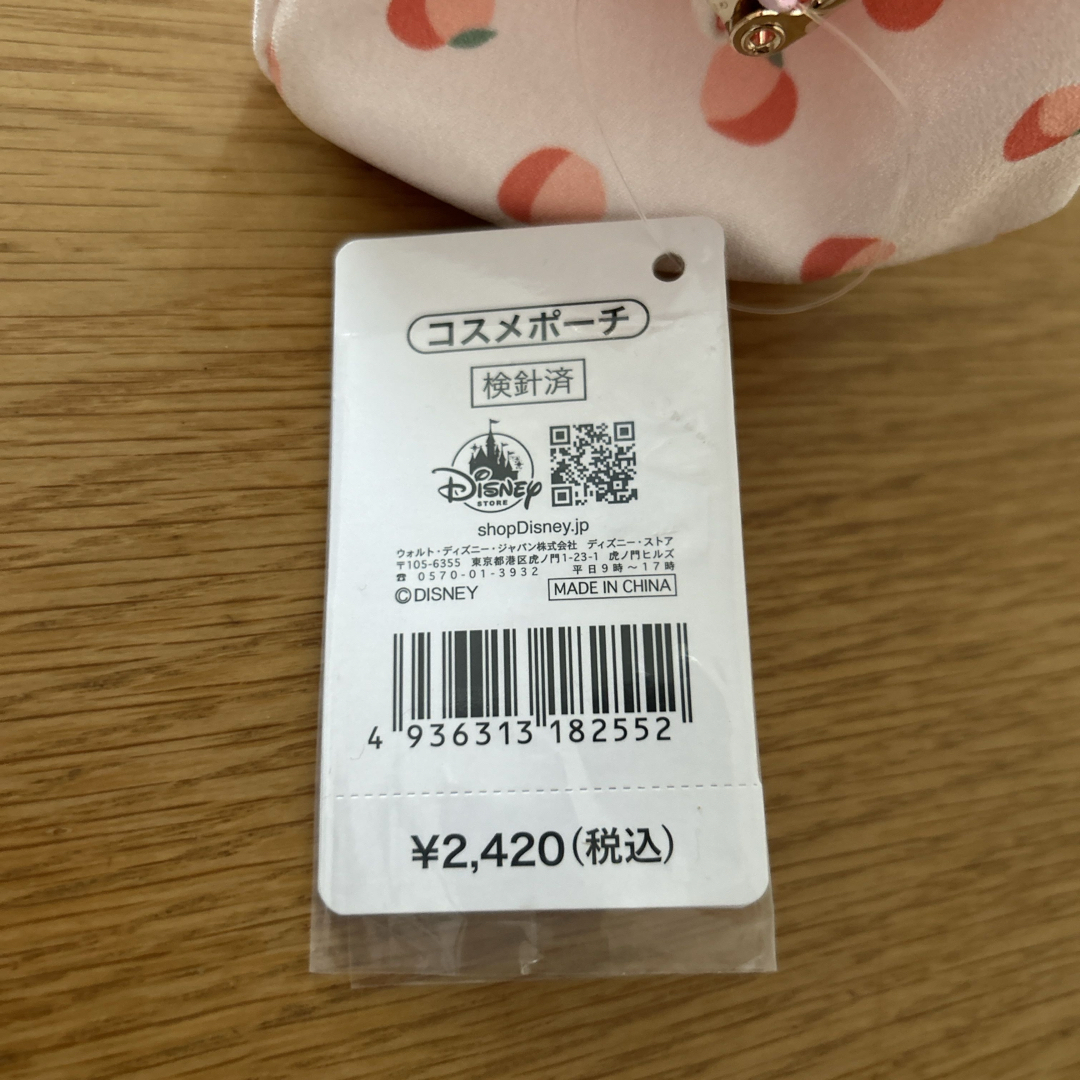 コスメポーチ
検針済
Disney
STORE
shopDisney.jp
ウォルト・ディズニー・ジャパン株式会社 ディズニー・ストア
〒105-6355 東京都港区虎ノ門1-23-1 虎ノ門ヒルズ
☎ 0570-01-3932 平日9時～17時
©DISNEY MADE IN CHINA
4 936313 182552
¥2,420(税込)